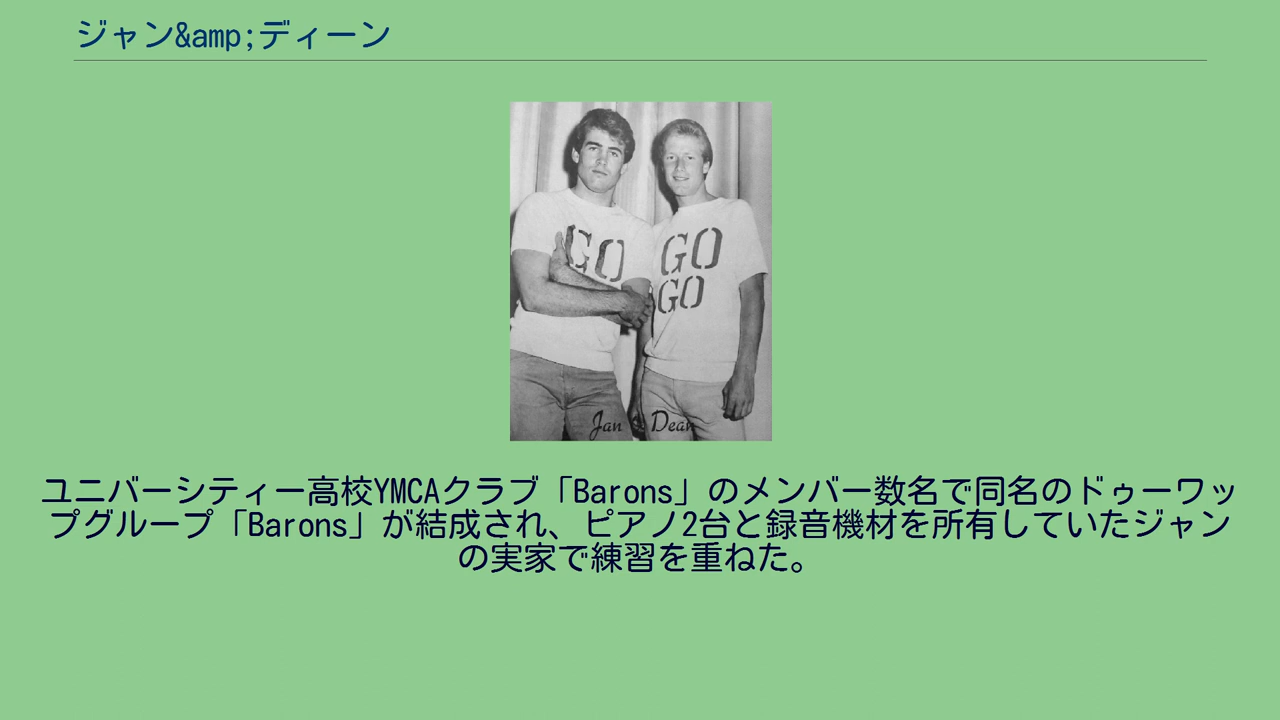 ジャン&amp;ディーン
GO GO
GO
Jan & Dean
ユニバーシティー高校YMCAクラブ「Barons」のメンバー数名で同名のドゥーワッ
プグループ「Barons」が結成され、ピアノ2台と録音機材を所有していたジャン
の実家で練習を重ねた。